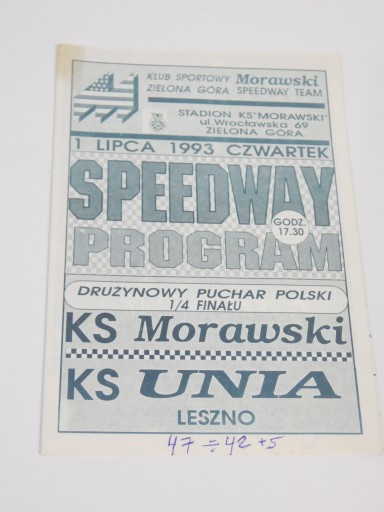 KLUB SPORTOWY Morawski
ZIELONA GÓRA SPEEDWAY TEAM
STADION KS"MORAWSKI"
ul. Wrocławska 69
ZIELONA GÓRA
1 LIPCA 1993 CZWARTEK
SPEEDWAY
GODZ.
17.30
PROGRAM
DRUŻYNOWY PUCHAR POLSKI
1/4 FINAŁU
KS Morawski
KS UNIA
LESZNO
47 ÷ 42 +5